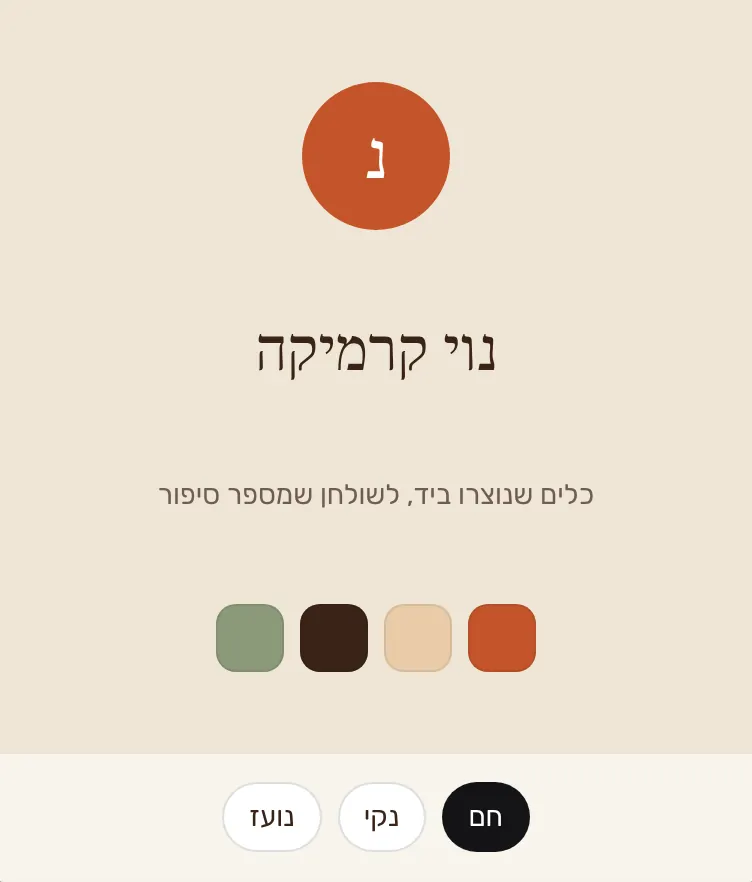 נ
נוי קרמיקה
כלים שנוצרו ביד, לשולחן שמספר סיפור
חם
נקי
נועז